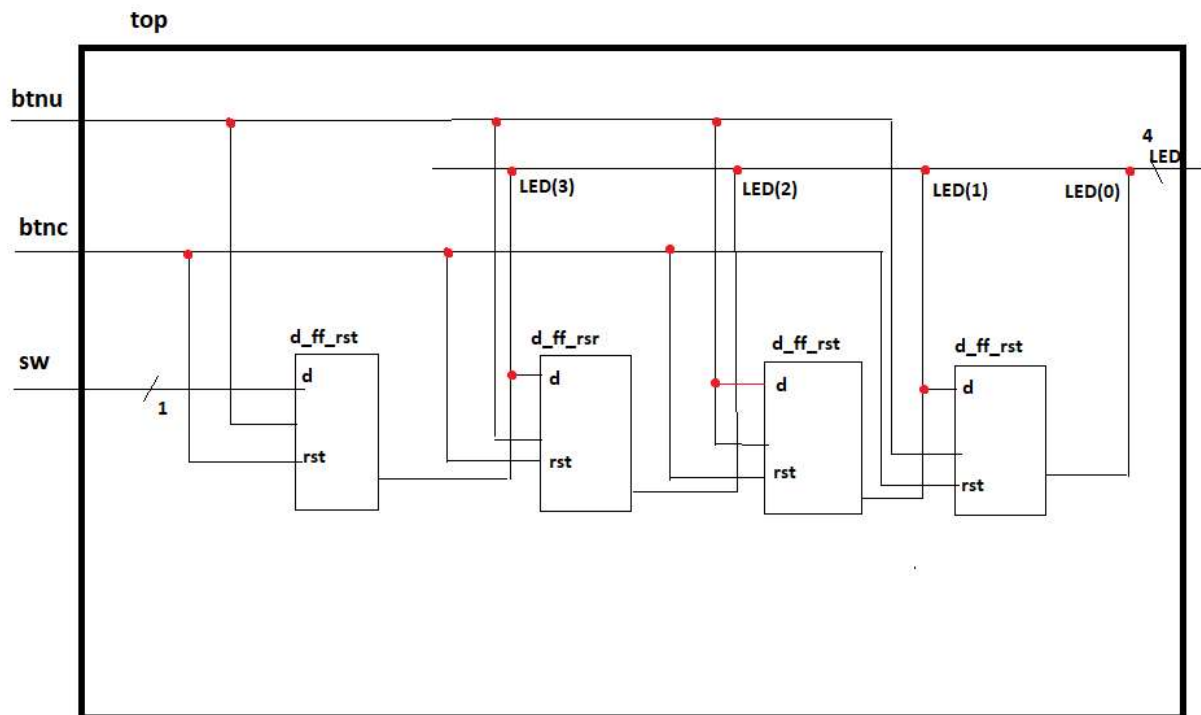 top
btnu
4
LED
LED(3)
LED(2)
LED(1)
LED(0)
btnc
d_ff_rst
d_ff_rsr
d_ff_rst
d_ff_rst
sw
1
d
rst
d
rst
d
rst
d
rst